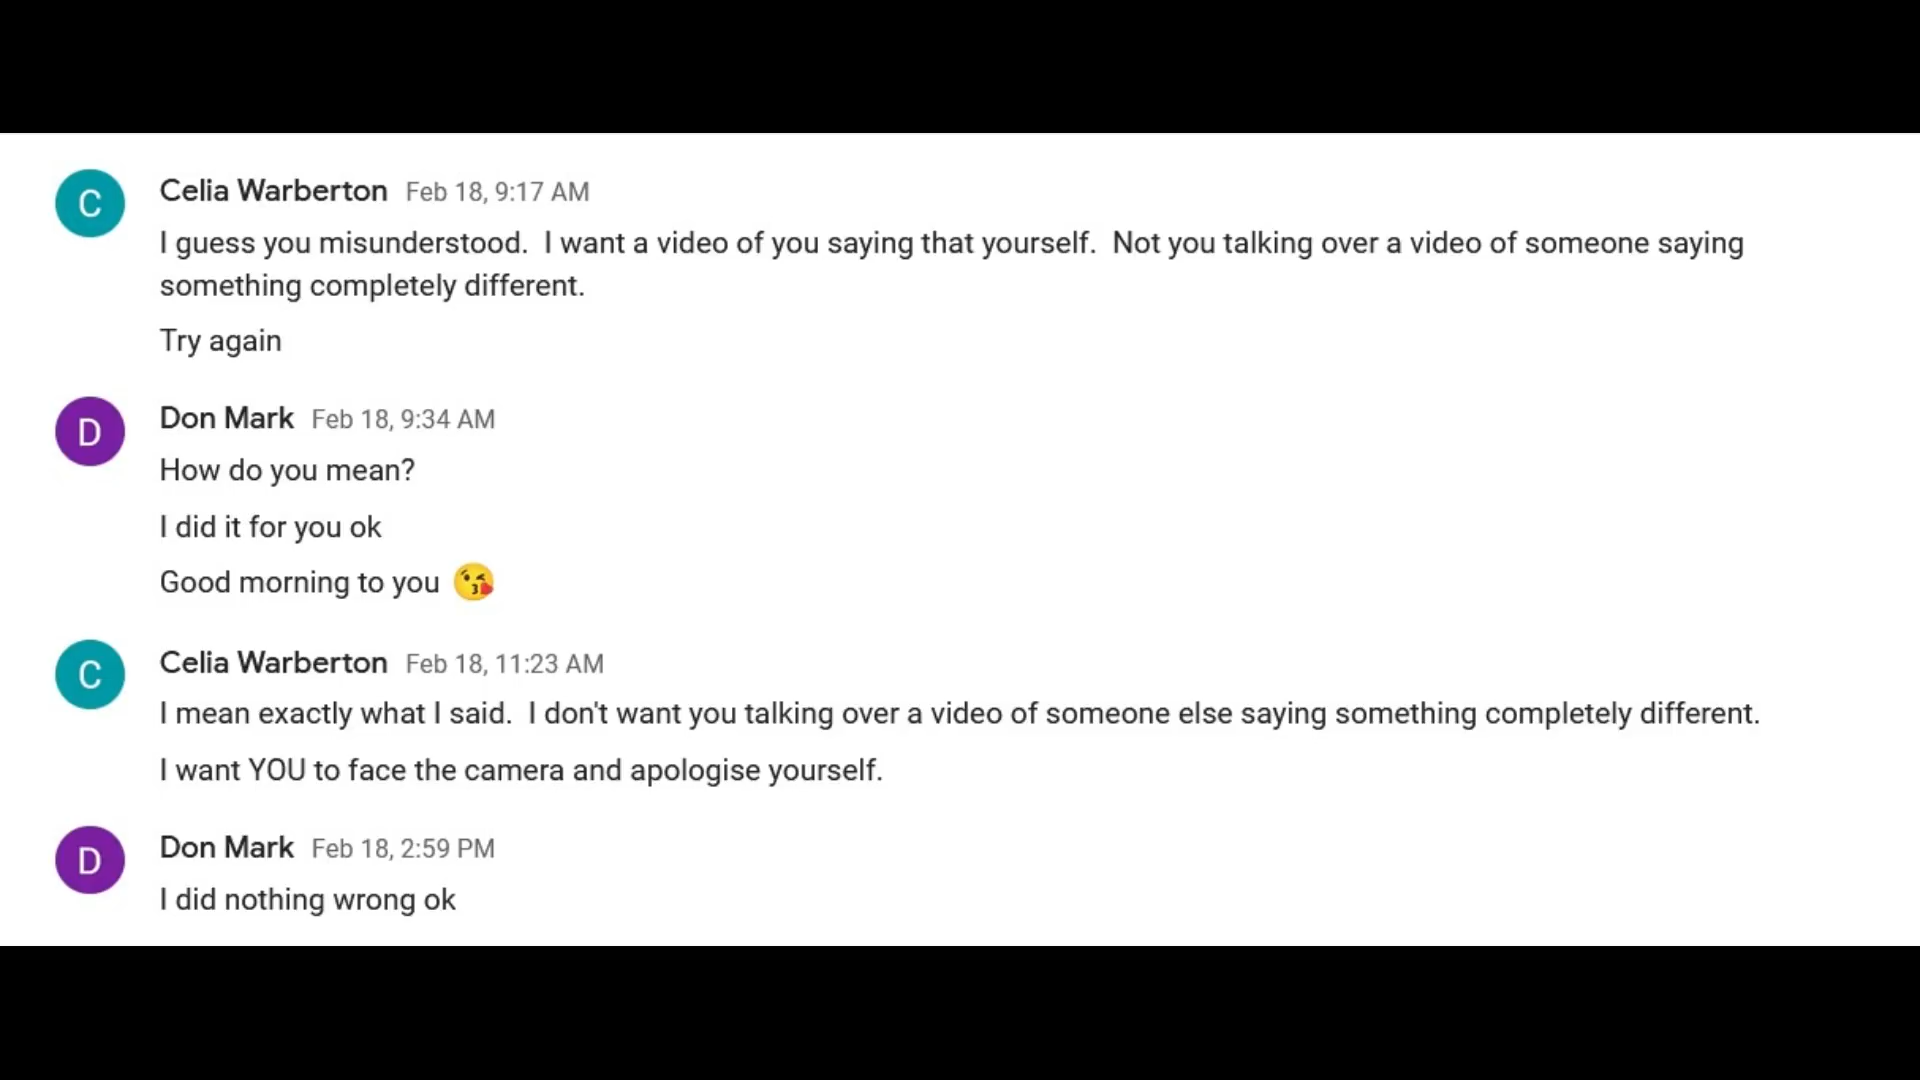 C
Celia Warberton Feb 18, 9:17 AM
I guess you misunderstood.  I want a video of you saying that yourself.  Not you talking over a video of someone saying
something completely different.
Try again
D
Don Mark Feb 18, 9:34 AM
How do you mean?
I did it for you ok
Good morning to you 😘
C
Celia Warberton Feb 18, 11:23 AM
I mean exactly what I said.  I don't want you talking over a video of someone else saying something completely different.
I want YOU to face the camera and apologise yourself.
D
Don Mark Feb 18, 2:59 PM
I did nothing wrong ok